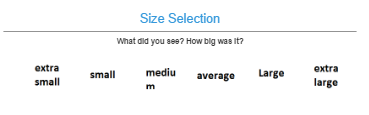 Size Selection
What did you see? How big was it?
extra small mediu average Large extra
small m large